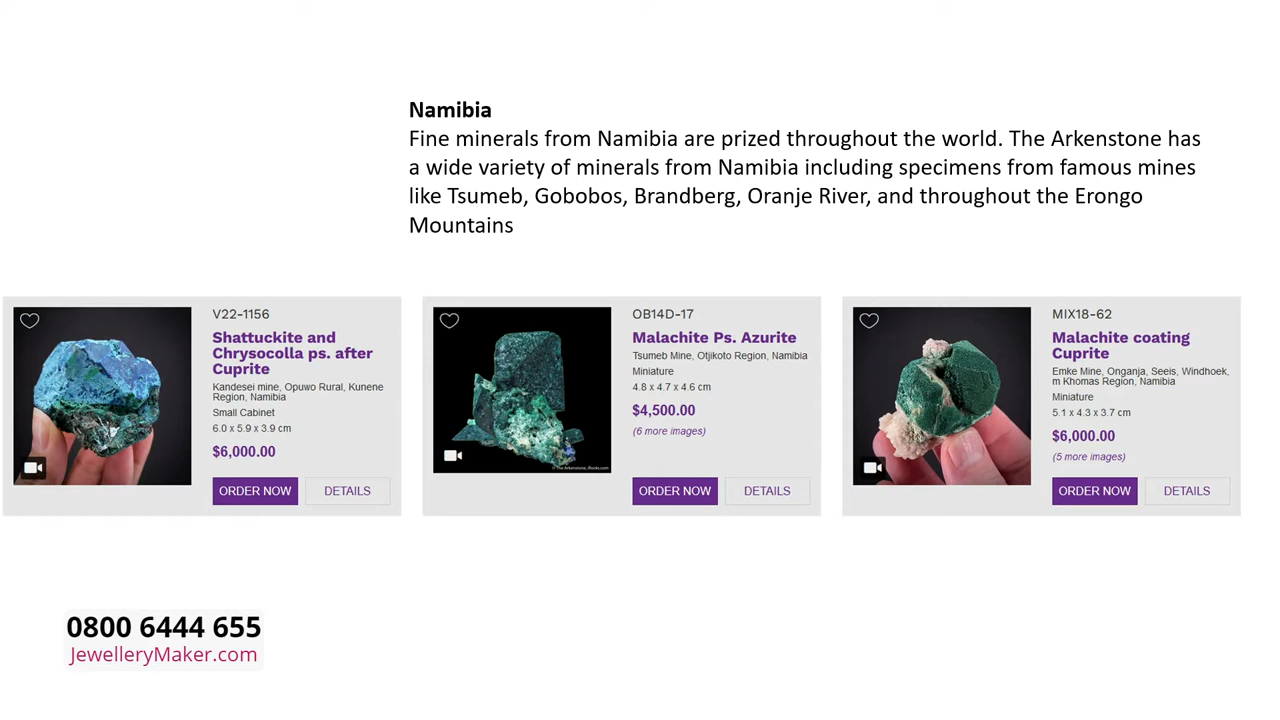 Namibia
Fine minerals from Namibia are prized throughout the world. The Arkenstone has
a wide variety of minerals from Namibia including specimens from famous mines
like Tsumeb, Gobobos, Brandberg, Oranje River, and throughout the Erongo
Mountains
V22-1156
Shattuckite and
Chrysocolla ps. after
Cuprite
Kandesei mine, Opuwo Rural, Kunene
Region, Namibia
Small Cabinet
6.0 x 5.9 x 3.9 cm
$6,000.00
ORDER NOW
DETAILS
OB14D-17
Malachite Ps. Azurite
Tsumeb Mine, Otjikoto Region, Namibia
Miniature
4.8 x 4.7 x 4.6 cm
$4,500.00
(6 more images)
© The Arkenstone, iRocks.com
ORDER NOW
DETAILS
MIX18-62
Malachite coating
Cuprite
Emke Mine, Onganja, Seeis, Windhoek,
m Khomas Region, Namibia
Miniature
5.1 x 4.3 x 3.7 cm
$6,000.00
(5 more images)
ORDER NOW
DETAILS
0800 6444 655
JewelleryMaker.com